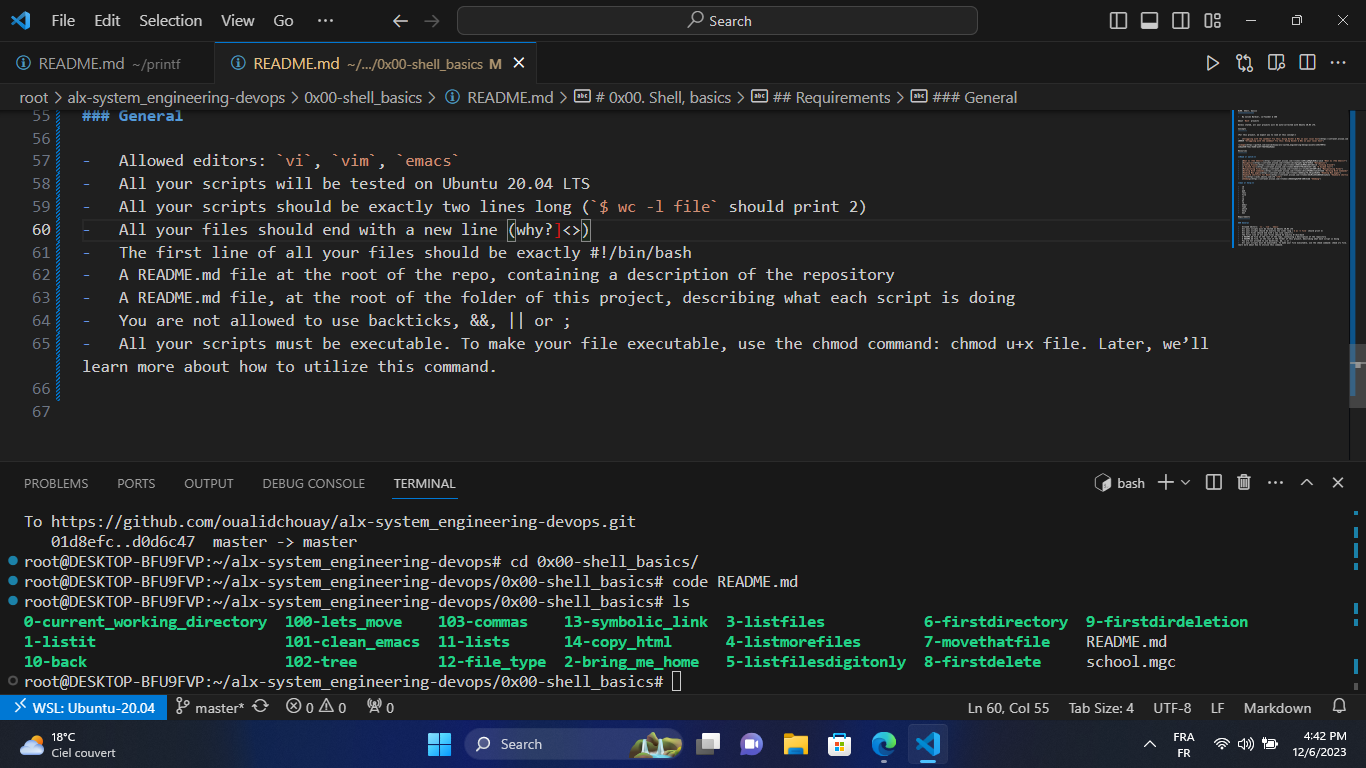 File Edit Selection View Go ··· Search
README.md ~/printf README.md ~/.../0x00-shell_basics M
root > alx-system_engineering-devops > 0x00-shell_basics > README.md > # 0x00. Shell, basics > ## Requirements > ### General
55 ### General
56
57 - Allowed editors: `vi`, `vim`, `emacs`
58 - All your scripts will be tested on Ubuntu 20.04 LTS
59 - All your scripts should be exactly two lines long (`$ wc -l file` should print 2)
60 - All your files should end with a new line (why?]<>)
61 - The first line of all your files should be exactly #!/bin/bash
62 - A README.md file at the root of the repo, containing a description of the repository
63 - A README.md file, at the root of the folder of this project, describing what each script is doing
64 - You are not allowed to use backticks, &&, || or ;
65 - All your scripts must be executable. To make your file executable, use the chmod command: chmod u+x file. Later, we’ll
learn more about how to utilize this command.
66
67
PROBLEMS PORTS OUTPUT DEBUG CONSOLE TERMINAL bash
To https://github.com/oualidchouay/alx-system_engineering-devops.git
01d8efc..d0d6c47 master -> master
root@DESKTOP-BFU9FVP:~/alx-system_engineering-devops# cd 0x00-shell_basics/
root@DESKTOP-BFU9FVP:~/alx-system_engineering-devops/0x00-shell_basics# code README.md
root@DESKTOP-BFU9FVP:~/alx-system_engineering-devops/0x00-shell_basics# ls
0-current_working_directory 100-lets_move 103-commas 13-symbolic_link 3-listfiles 6-firstdirectory 9-firstdirdeletion
1-listit 101-clean_emacs 11-lists 14-copy_html 4-listmorefiles 7-movethatfile README.md
10-back 102-tree 12-file_type 2-bring_me_home 5-listfilesdigitonly 8-firstdelete school.mgc
root@DESKTOP-BFU9FVP:~/alx-system_engineering-devops/0x00-shell_basics#
WSL: Ubuntu-20.04 master* 0 0 0 Ln 60, Col 55 Tab Size: 4 UTF-8 LF Markdown
18°C Search FRA 4:42 PM
Ciel couvert FR 12/6/2023